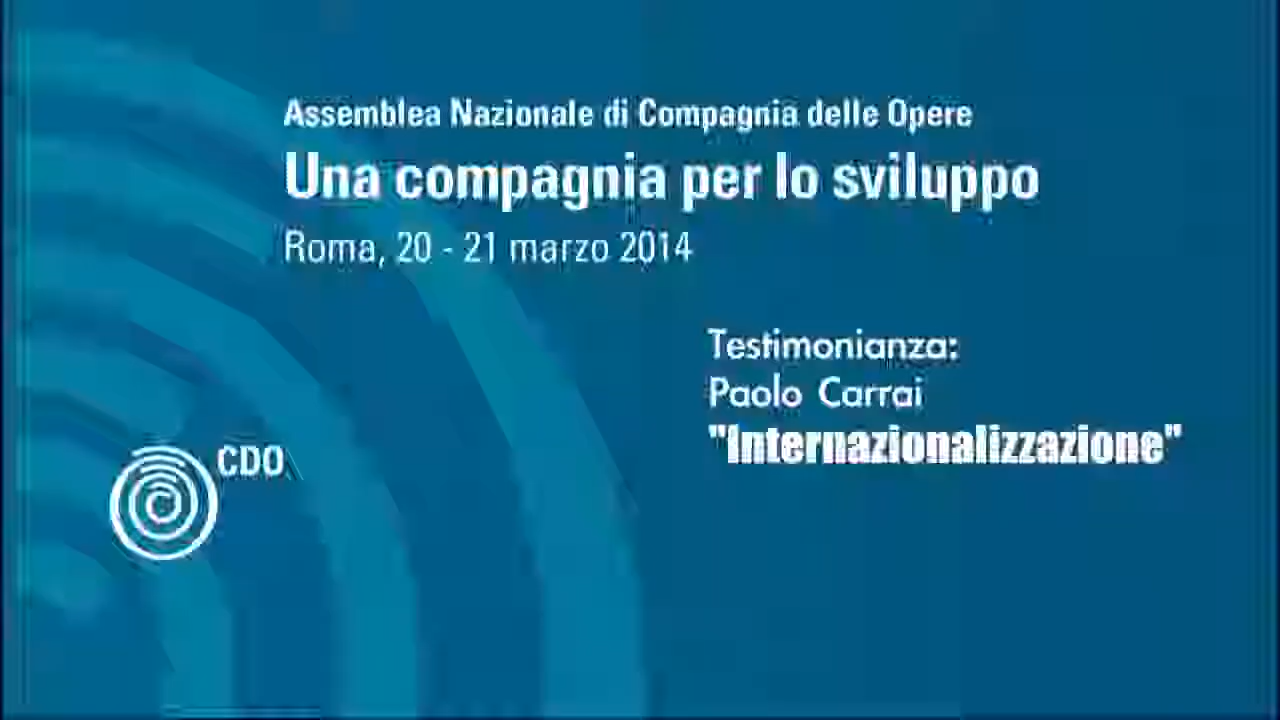 Assemblea Nazionale di Compagnia delle Opere
Una compagnia per lo sviluppo
Roma, 20 - 21 marzo 2014
Testimonianza:
Paolo Carrai
"Internazionalizzazione"
CDO